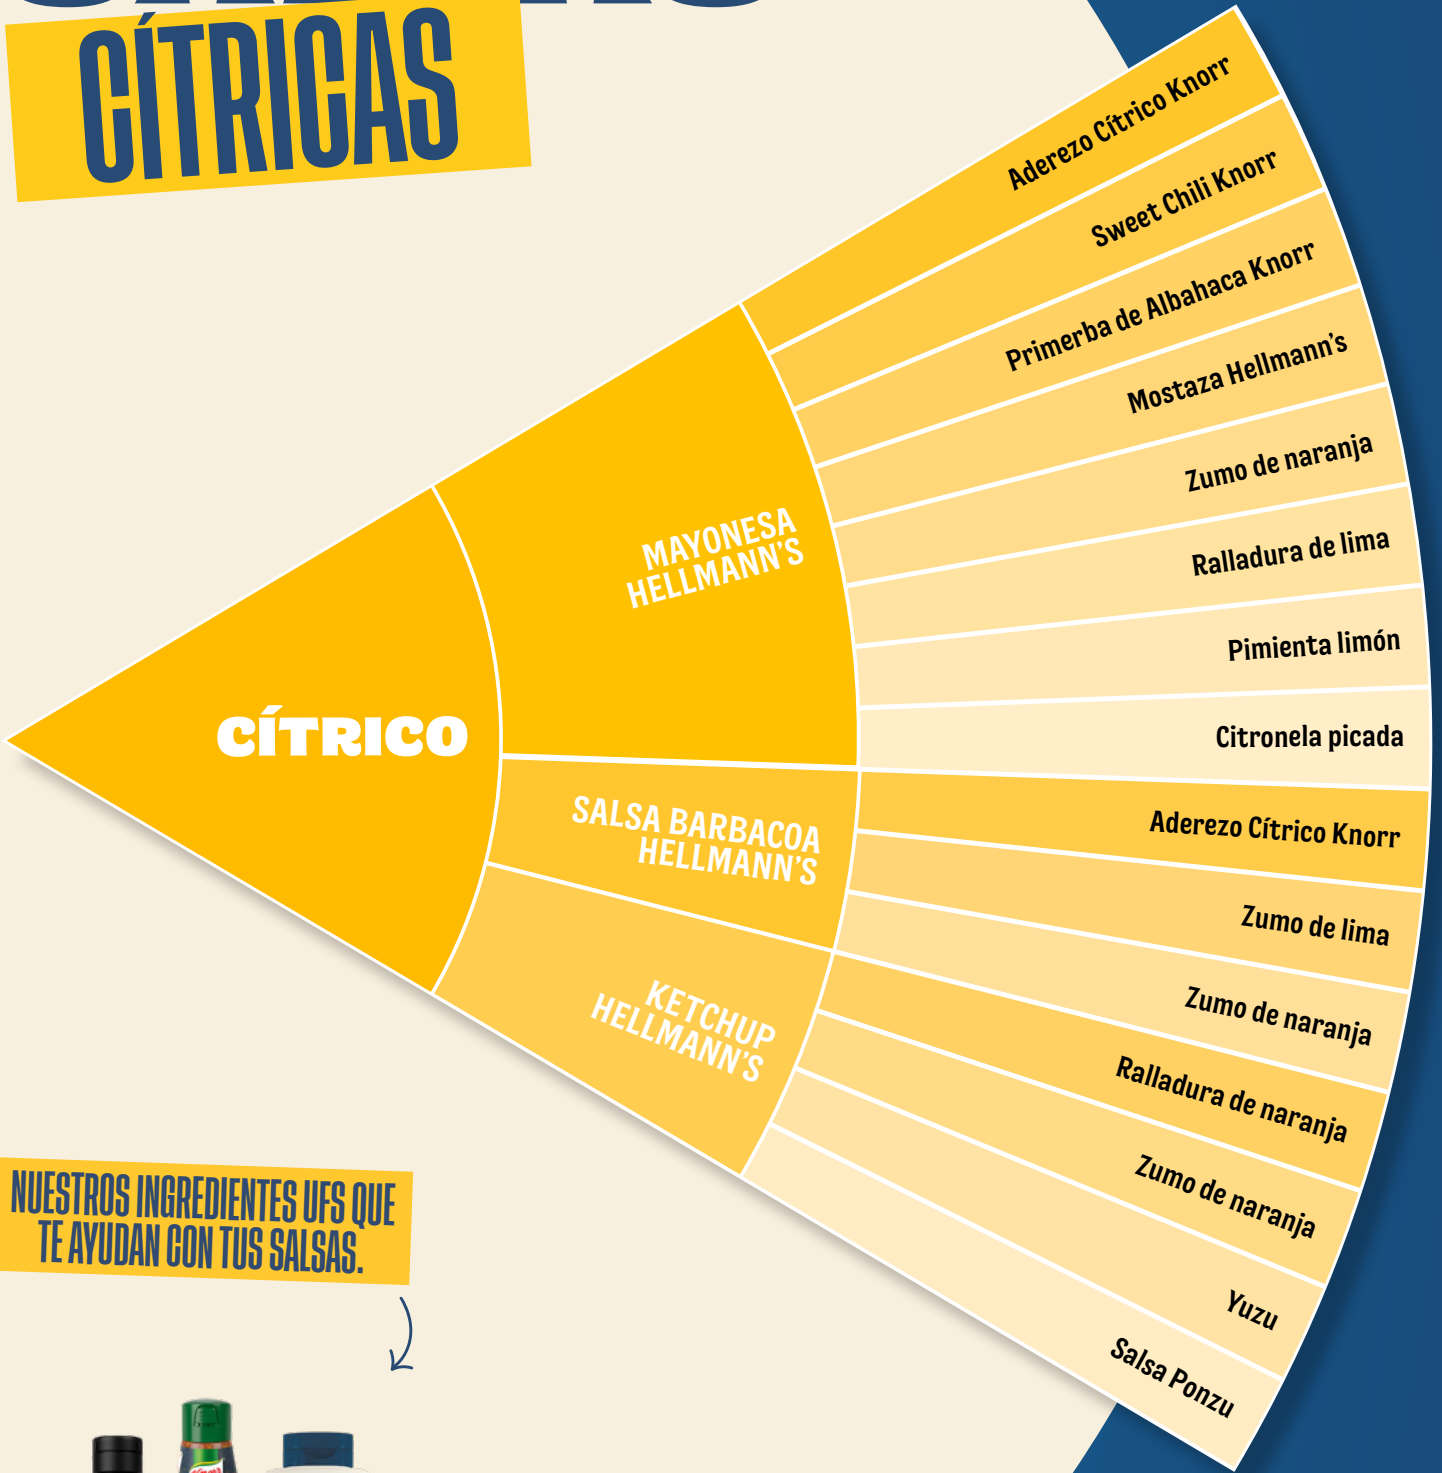 CÍTRICAS
Aderezo Cítrico Knorr
Sweet Chili Knorr
Primerba de Albahaca Knorr
Mostaza Hellmann's
Zumo de naranja
Ralladura de lima
Pimienta limón
Citronela picada
MAYONESA
HELLMANN'S
CÍTRICO
SALSA BARBACOA
HELLMANN'S
Aderezo Cítrico Knorr
Zumo de lima
Zumo de naranja
KETCHUP
HELLMANN'S
Ralladura de naranja
Zumo de naranja
Yuzu
Salsa Ponzu
NUESTROS INGREDIENTES UFS QUE
TE AYUDAN CON TUS SALSAS.